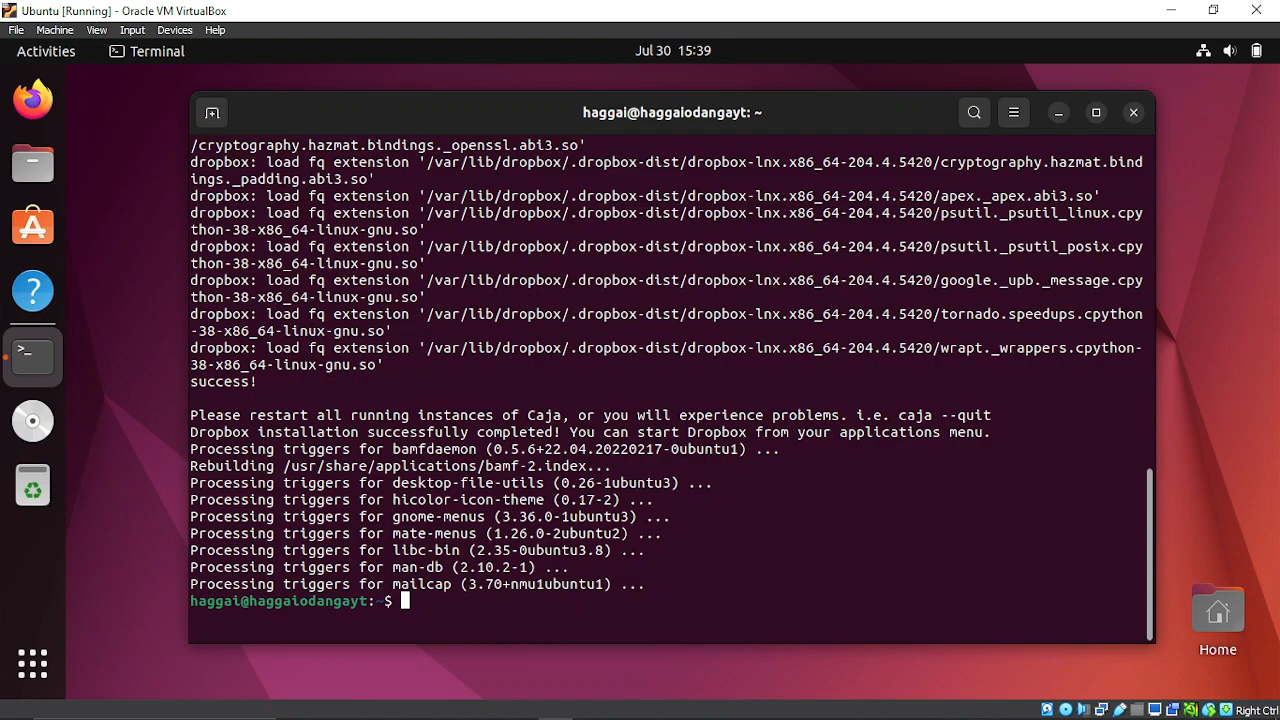 Ubuntu [Running] - Oracle VM VirtualBox
File Machine View Input Devices Help
Activities Terminal Jul 30 15:39
haggai@haggaiodangayt: ~
/cryptography.hazmat.bindings._openssl.abi3.so'
dropbox: load fq extension '/var/lib/dropbox/.dropbox-dist/dropbox-lnx.x86_64-204.4.5420/cryptography.hazmat.bind
ings._padding.abi3.so'
dropbox: load fq extension '/var/lib/dropbox/.dropbox-dist/dropbox-lnx.x86_64-204.4.5420/apex._apex.abi3.so'
dropbox: load fq extension '/var/lib/dropbox/.dropbox-dist/dropbox-lnx.x86_64-204.4.5420/psutil._psutil_linux.cpy
thon-38-x86_64-linux-gnu.so'
dropbox: load fq extension '/var/lib/dropbox/.dropbox-dist/dropbox-lnx.x86_64-204.4.5420/psutil._psutil_posix.cpy
thon-38-x86_64-linux-gnu.so'
dropbox: load fq extension '/var/lib/dropbox/.dropbox-dist/dropbox-lnx.x86_64-204.4.5420/google._upb._message.cpy
thon-38-x86_64-linux-gnu.so'
dropbox: load fq extension '/var/lib/dropbox/.dropbox-dist/dropbox-lnx.x86_64-204.4.5420/tornado.speedups.cpython
-38-x86_64-linux-gnu.so'
dropbox: load fq extension '/var/lib/dropbox/.dropbox-dist/dropbox-lnx.x86_64-204.4.5420/wrapt._wrappers.cpython-
38-x86_64-linux-gnu.so'
success!
Please restart all running instances of Caja, or you will experience problems. i.e. caja --quit
Dropbox installation successfully completed! You can start Dropbox from your applications menu.
Processing triggers for bamfdaemon (0.5.6+22.04.20220217-0ubuntu1) ...
Rebuilding /usr/share/applications/bamf-2.index...
Processing triggers for desktop-file-utils (0.26-1ubuntu3) ...
Processing triggers for hicolor-icon-theme (0.17-2) ...
Processing triggers for gnome-menus (3.36.0-1ubuntu3) ...
Processing triggers for mate-menus (1.26.0-2ubuntu2) ...
Processing triggers for libc-bin (2.35-0ubuntu3.8) ...
Processing triggers for man-db (2.10.2-1) ...
Processing triggers for mailcap (3.70+nmu1ubuntu1) ...
haggai@haggaiodangayt:~$
Home
Right Ctrl